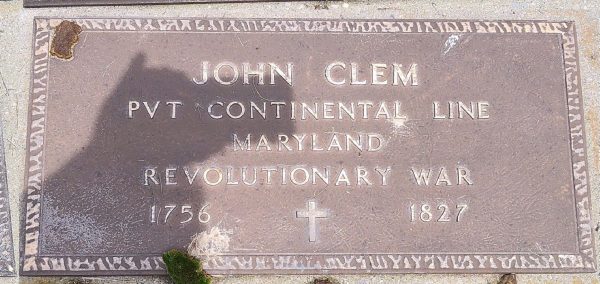 JOHN CLEM
PVT CONTINENTAL LINE
MARYLAND
REVOLUTIONARY WAR
1756 1827